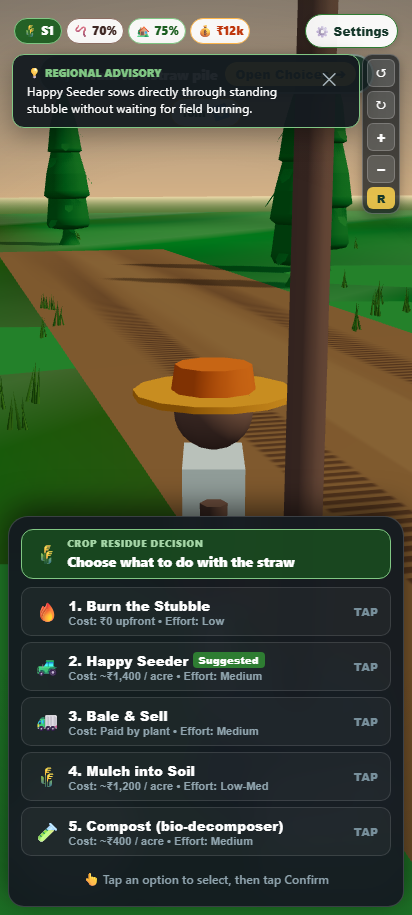 S1
70%
75%
₹12k
Settings
REGIONAL ADVISORY
Happy Seeder sows directly through standing
stubble without waiting for field burning.
R
CROP RESIDUE DECISION
Choose what to do with the straw
1. Burn the Stubble
Cost: ₹0 upfront • Effort: Low
TAP
2. Happy Seeder
Suggested
Cost: ~₹1,400 / acre • Effort: Medium
TAP
3. Bale & Sell
Cost: Paid by plant • Effort: Medium
TAP
4. Mulch into Soil
Cost: ~₹1,200 / acre • Effort: Low-Med
TAP
5. Compost (bio-decomposer)
Cost: ~₹400 / acre • Effort: Medium
TAP
Tap an option to select, then tap Confirm